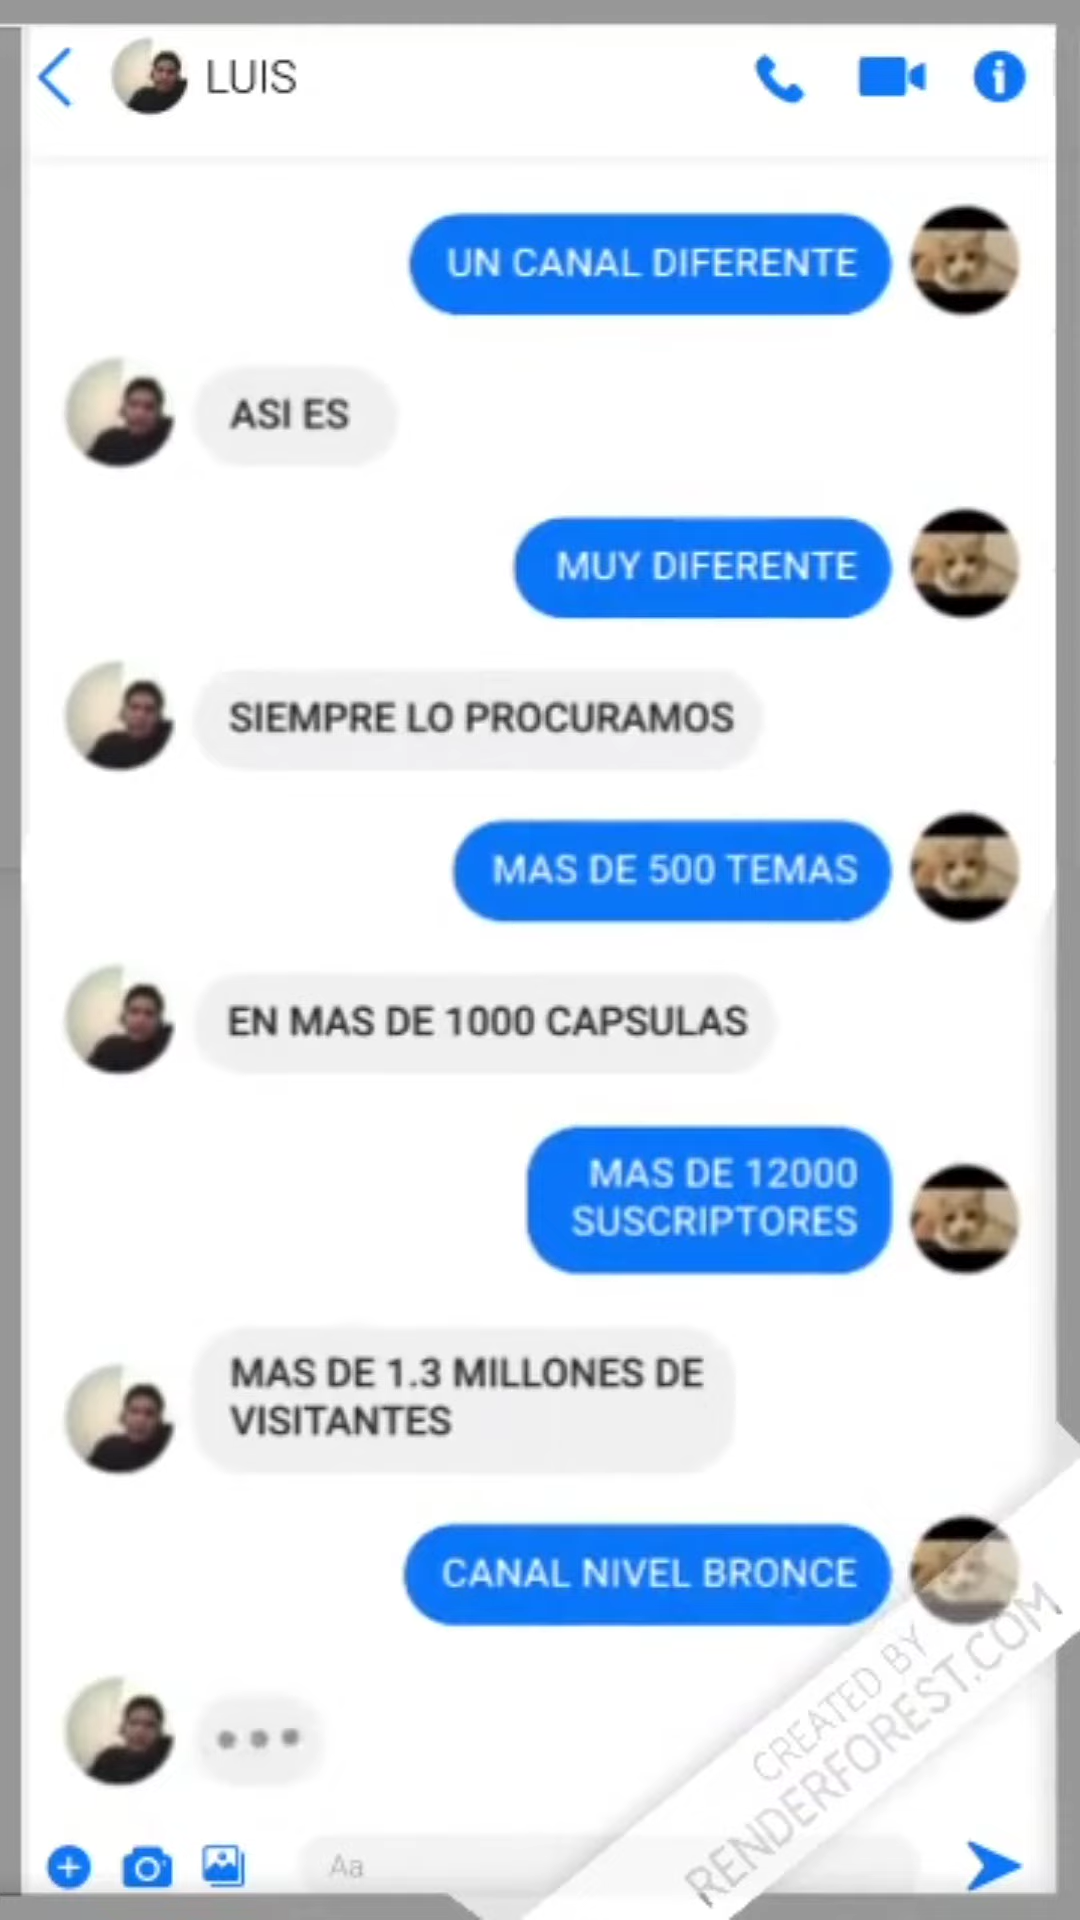 LUIS
UN CANAL DIFERENTE
ASI ES
MUY DIFERENTE
SIEMPRE LO PROCURAMOS
MAS DE 500 TEMAS
EN MAS DE 1000 CAPSULAS
MAS DE 12000
SUSCRIPTORES
MAS DE 1.3 MILLONES DE
VISITANTES
CANAL NIVEL BRONCE
Aa
CREATED BY
RENDERFOREST.COM